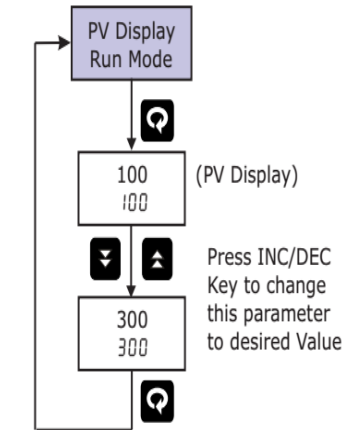 PV Display
Run Mode
100
100
(PV Display)
Press INC/DEC
Key to change
this parameter
to desired Value
300
300